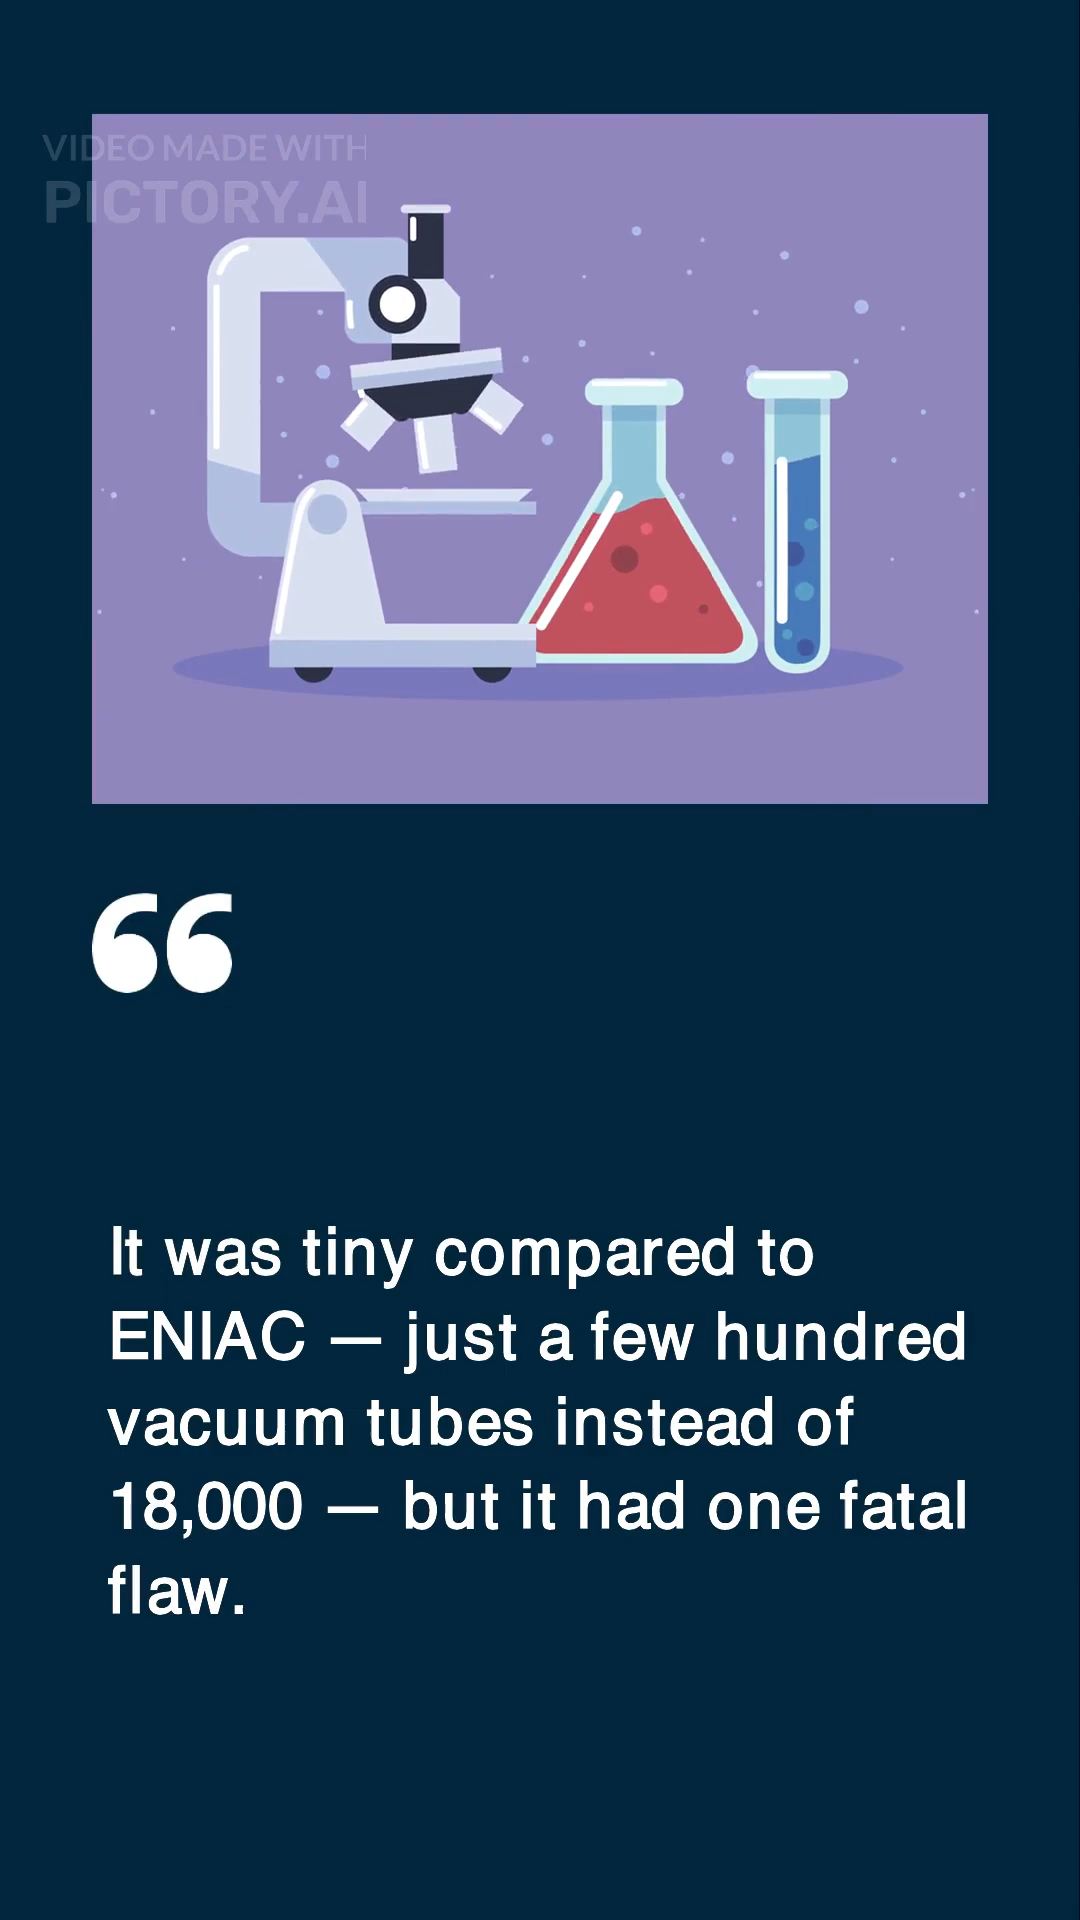 VIDEO MADE WITH
PICTORY.AI
“
It was tiny compared to
ENIAC — just a few hundred
vacuum tubes instead of
18,000 — but it had one fatal
flaw.